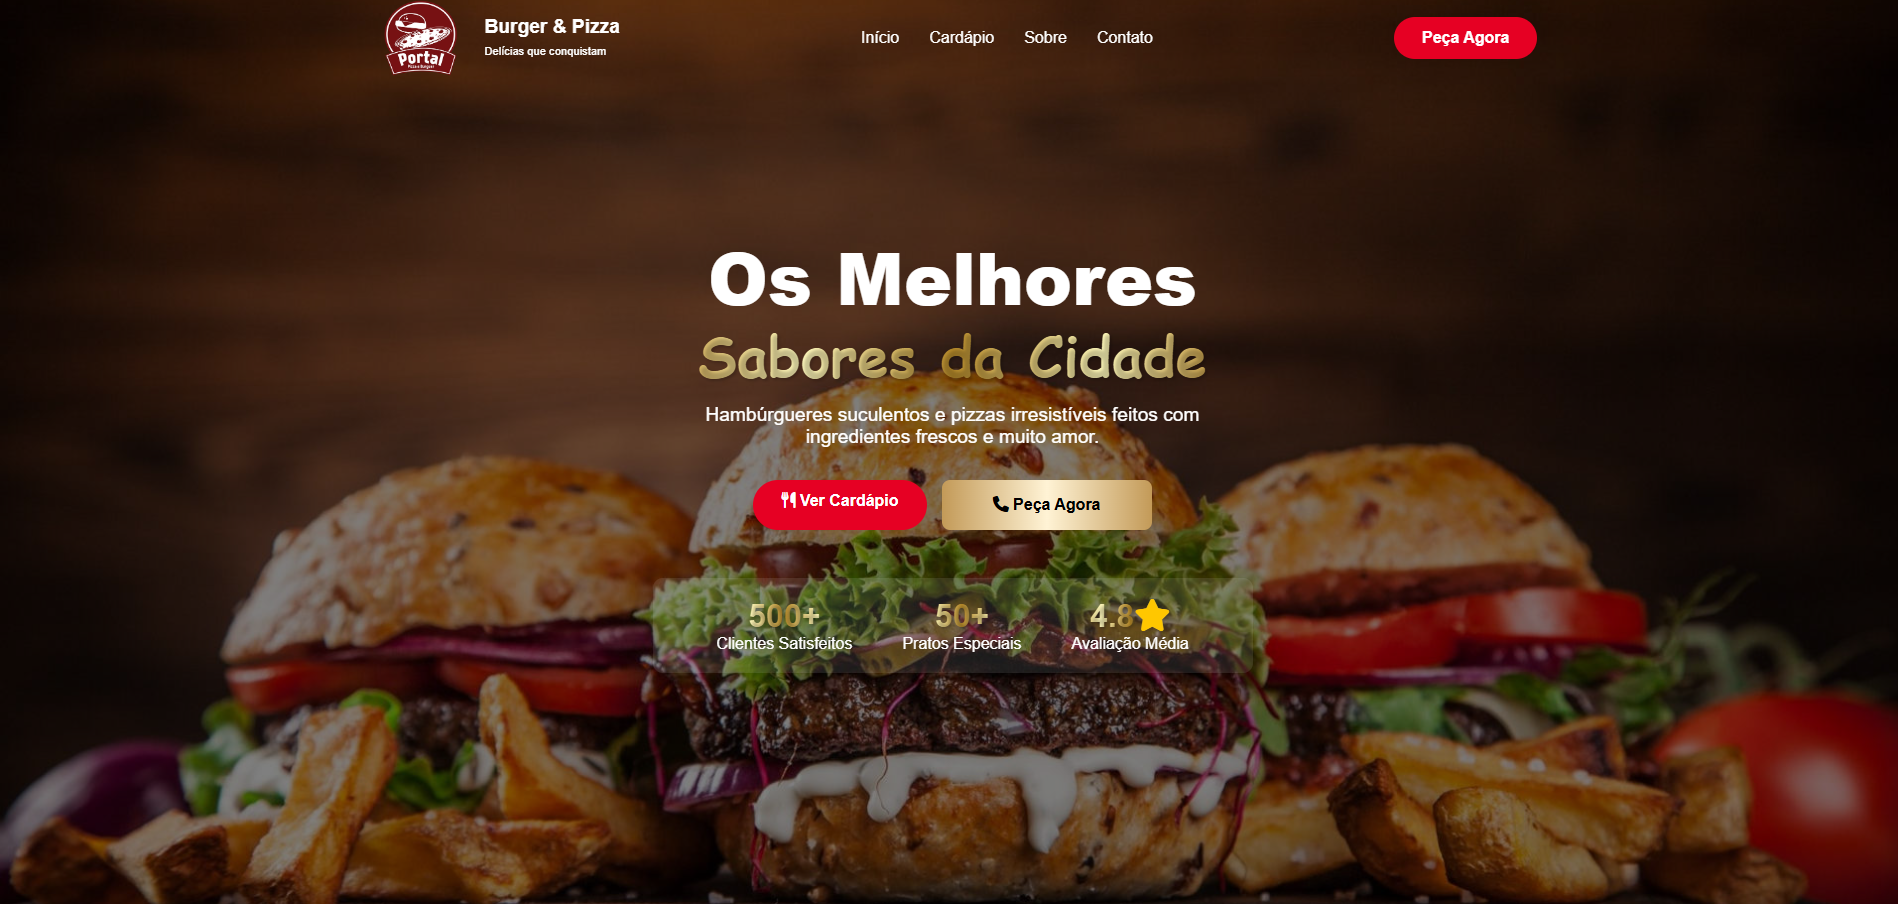 Portal
Pizza e Burguer
Burger & Pizza
Delícias que conquistam
Início
Cardápio
Sobre
Contato
Peça Agora
Os Melhores
Sabores da Cidade
Hambúrgueres suculentos e pizzas irresistíveis feitos com
ingredientes frescos e muito amor.
Ver Cardápio
Peça Agora
500+
Clientes Satisfeitos
50+
Pratos Especiais
4.8
Avaliação Média